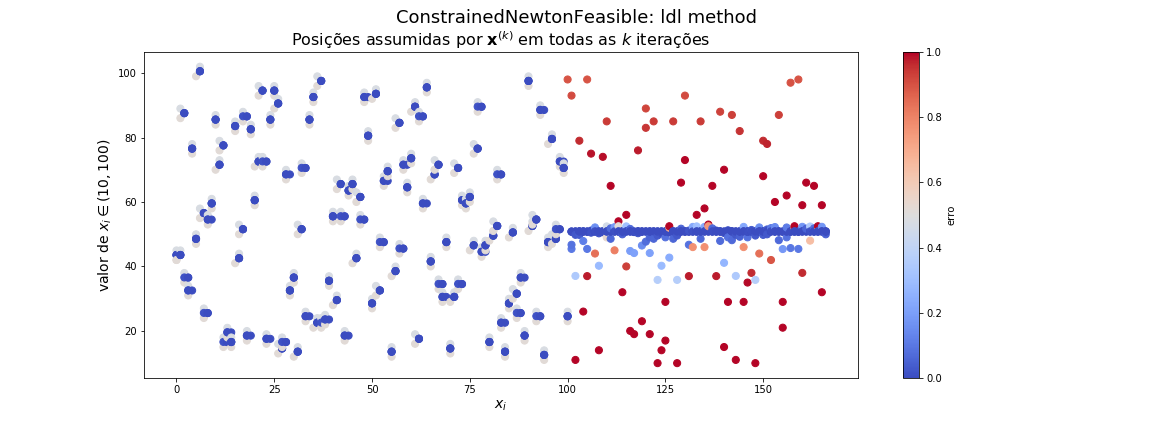 ConstrainedNewtonFeasible: ldl method
Posições assumidas por x^(k) em todas as k iterações
valor de x_i ∈ (10, 100)
100
80
60
40
20
0 25 50 75 100 125 150
x_i
1.0
0.8
0.6
0.4
0.2
0.0
erro